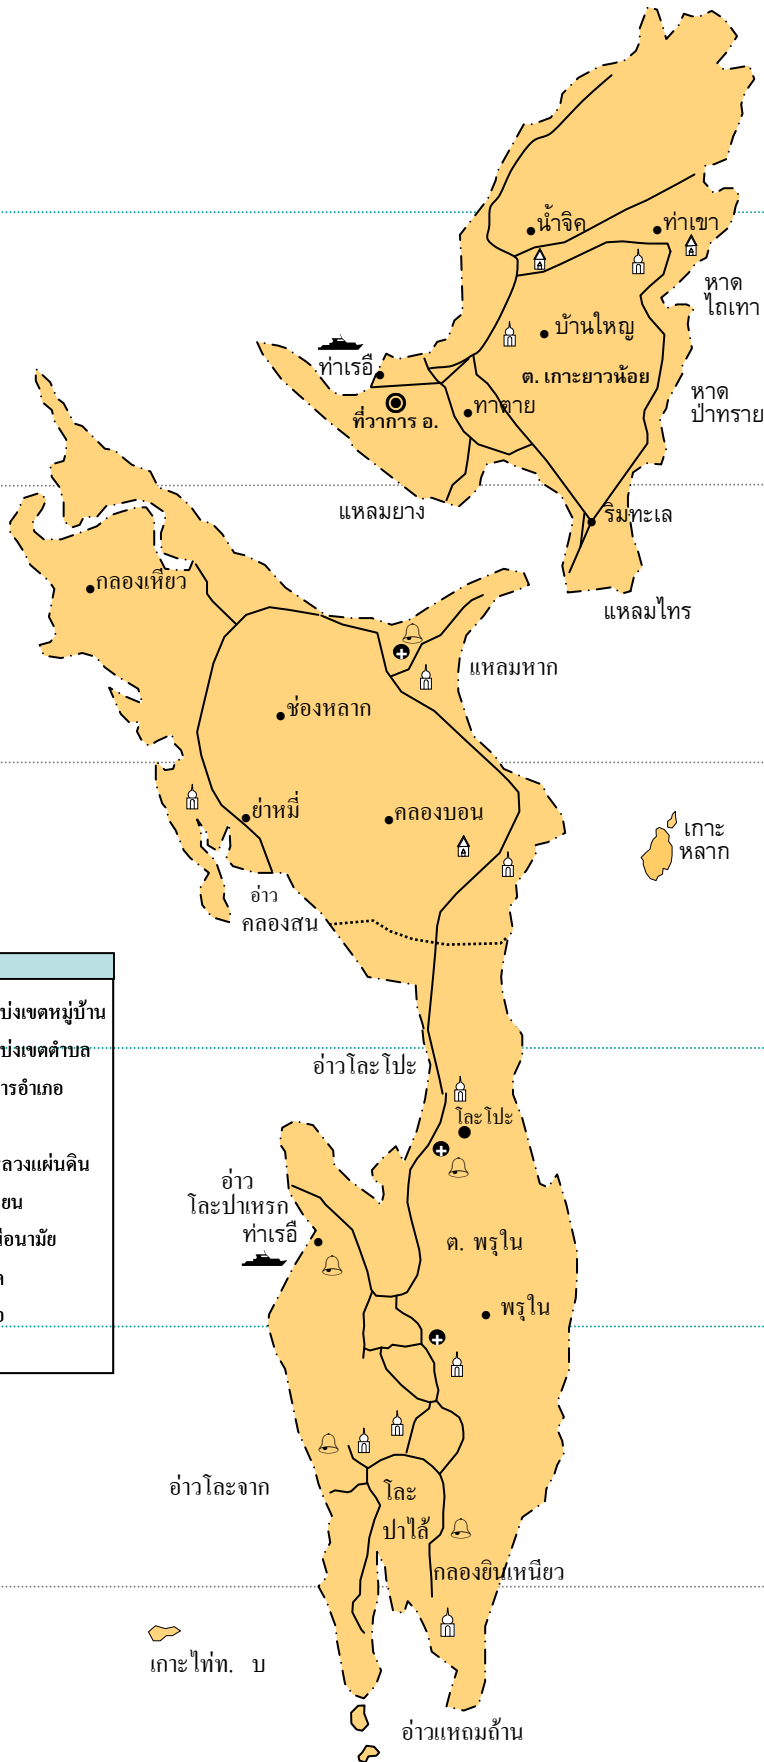 น้ำจิค
ท่าเขา
หาด
ไถเทา
บ้านใหญ่
ท่าเรือ
ต. เกาะยาวน้อย
หาด
ป่าทราย
ที่วาการ อ.
ทาตาย
แหลมยาง
ริมทะเล
กลองเหียว
แหลมไทร
แหลมหาก
ช่องหลาก
ย่าหมี่
คลองบอน
เกาะ
หลาก
อ่าว
คลองสน
บ่งเขตหมู่บ้าน
บ่งเขตตำบล
ารอำเภอ
อ่าวโละโปะ
โละโปะ
ลวงแผ่นดิน
ยน
อ่าว
โละปาเหรก
ท่าเรือ
ต. พรุใน
พรุใน
อ่าวโละจาก
โละ
ปาไล้
กลองยินเหนียว
เกาะไท่ท. บ
อ่าวแหถมถ้าน